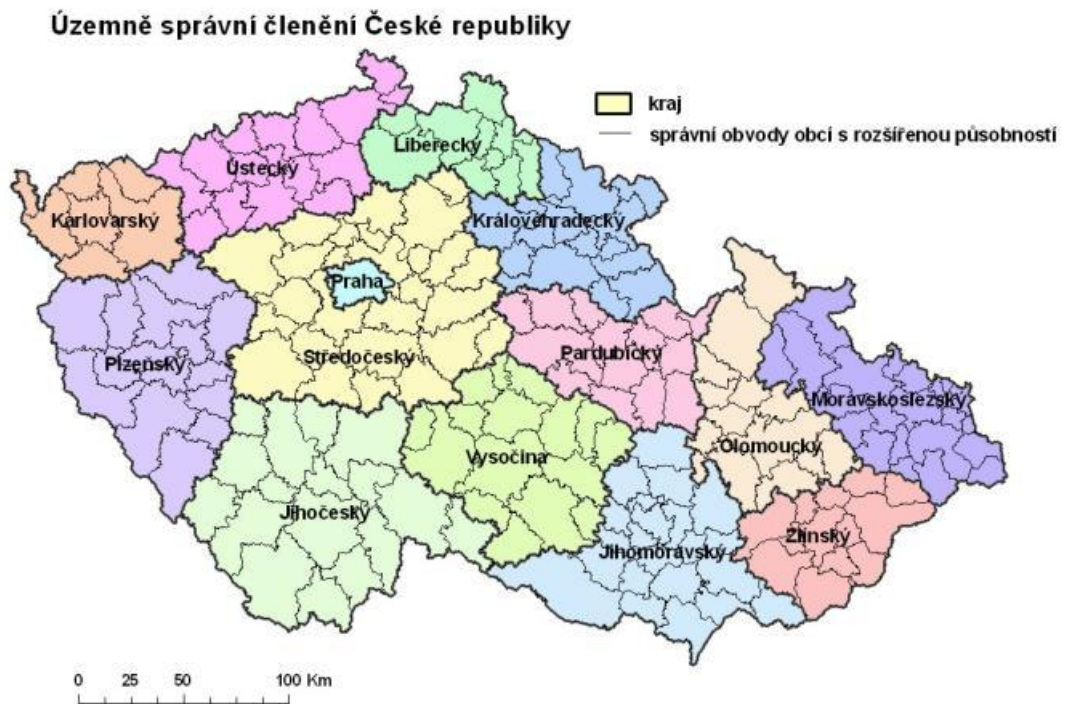 Územně správní členění České republiky
kraj
správní obvody obcí s rozšířenou působností
Liberecký
Ústecký
Karlovarský
Královéhradecký
Praha
Plzeňský
Středočeský
Pardubický
Moravskoslezský
Olomoucký
Vysočina
Jihočeský
Zlínský
Jihomoravský
0 25 50 100 Km